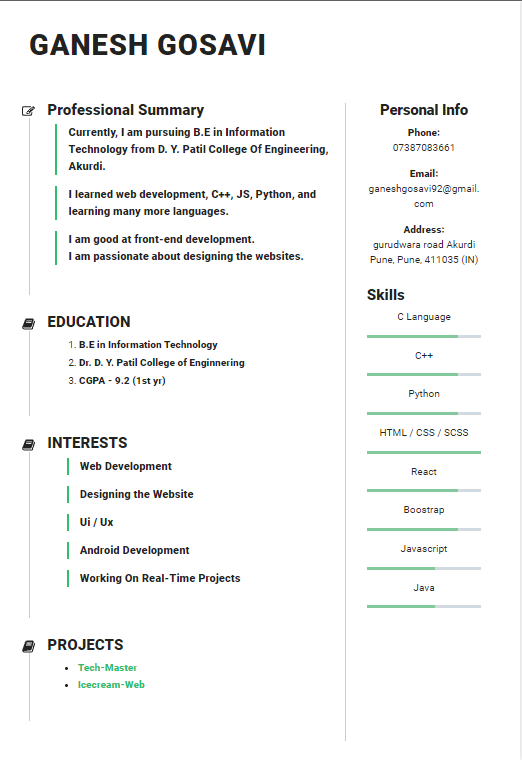 GANESH GOSAVI
Professional Summary
Currently, I am pursuing B.E in Information
Technology from D. Y. Patil College Of Engineering,
Akurdi.
I learned web development, C++, JS, Python, and
learning many more languages.
I am good at front-end development.
I am passionate about designing the websites.
EDUCATION
1. B.E in Information Technology
2. Dr. D. Y. Patil College of Enginnering
3. CGPA - 9.2 (1st yr)
INTERESTS
Web Development
Designing the Website
Ui / Ux
Android Development
Working On Real-Time Projects
PROJECTS
Tech-Master
Icecream-Web
Personal Info
Phone:
07387083661
Email:
ganeshgosavi92@gmail.
com
Address:
gurudwara road Akurdi
Pune, Pune, 411035 (IN)
Skills
C Language
C++
Python
HTML / CSS / SCSS
React
Boostrap
Javascript
Java